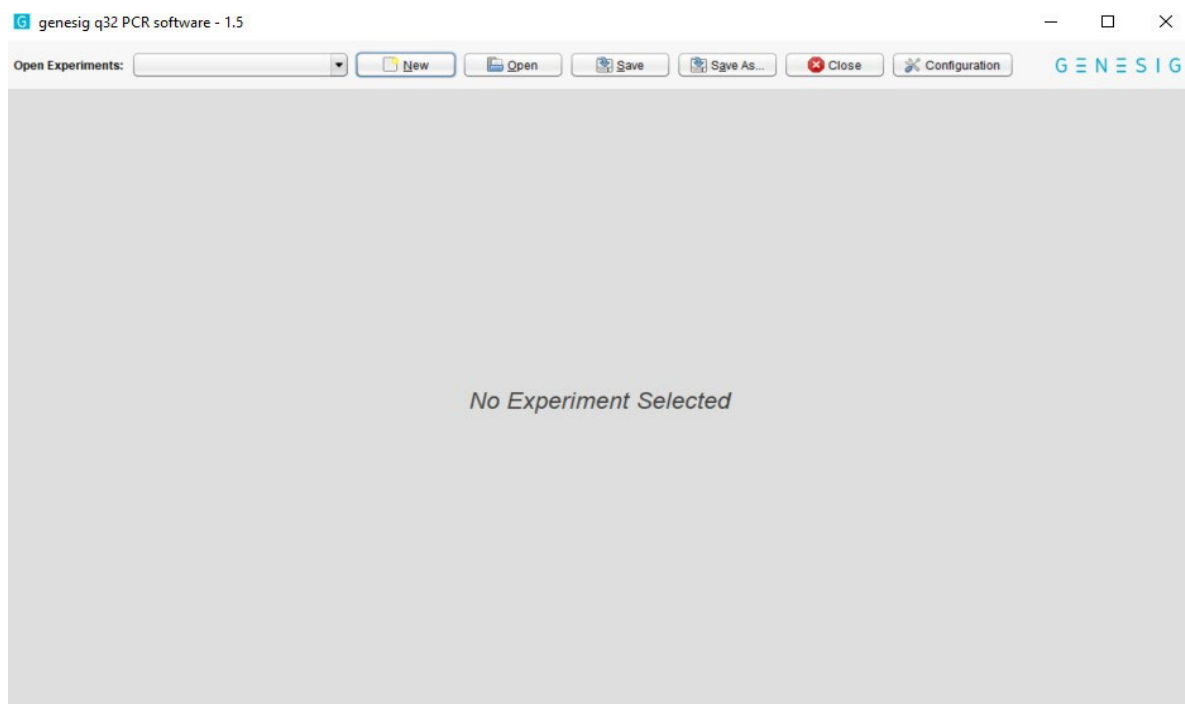 G genesig q32 PCR software - 1.5
Open Experiments: New Open Save Save As... Close Configuration GENESIG
No Experiment Selected